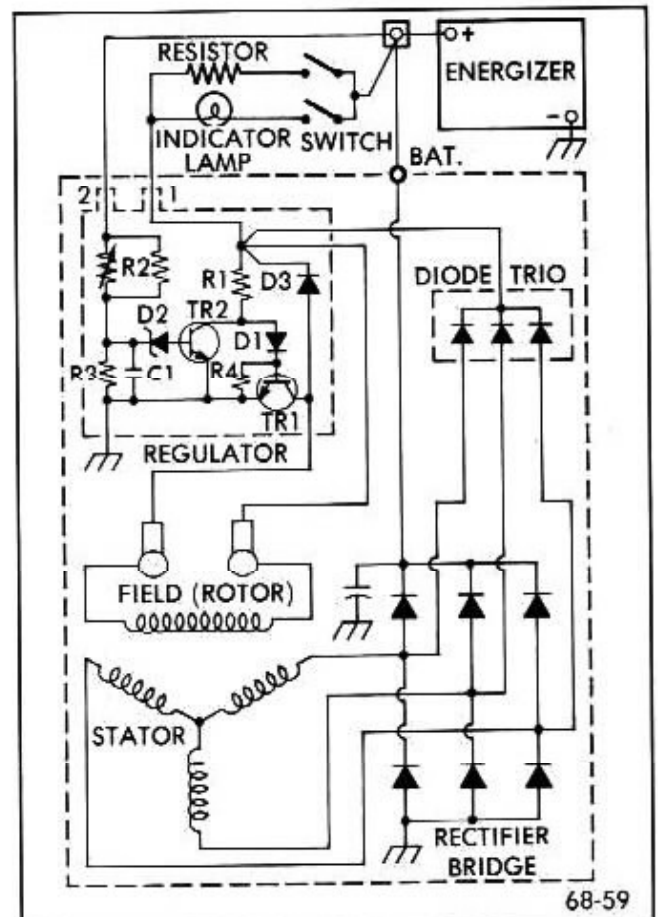 RESISTOR
+
ENERGIZER
-
INDICATOR LAMP
SWITCH
BAT.
2
1
R2
R1
D3
DIODE TRIO
D2
TR2
D1
R3
C1
R4
TR1
REGULATOR
FIELD (ROTOR)
STATOR
RECTIFIER
BRIDGE
68-59